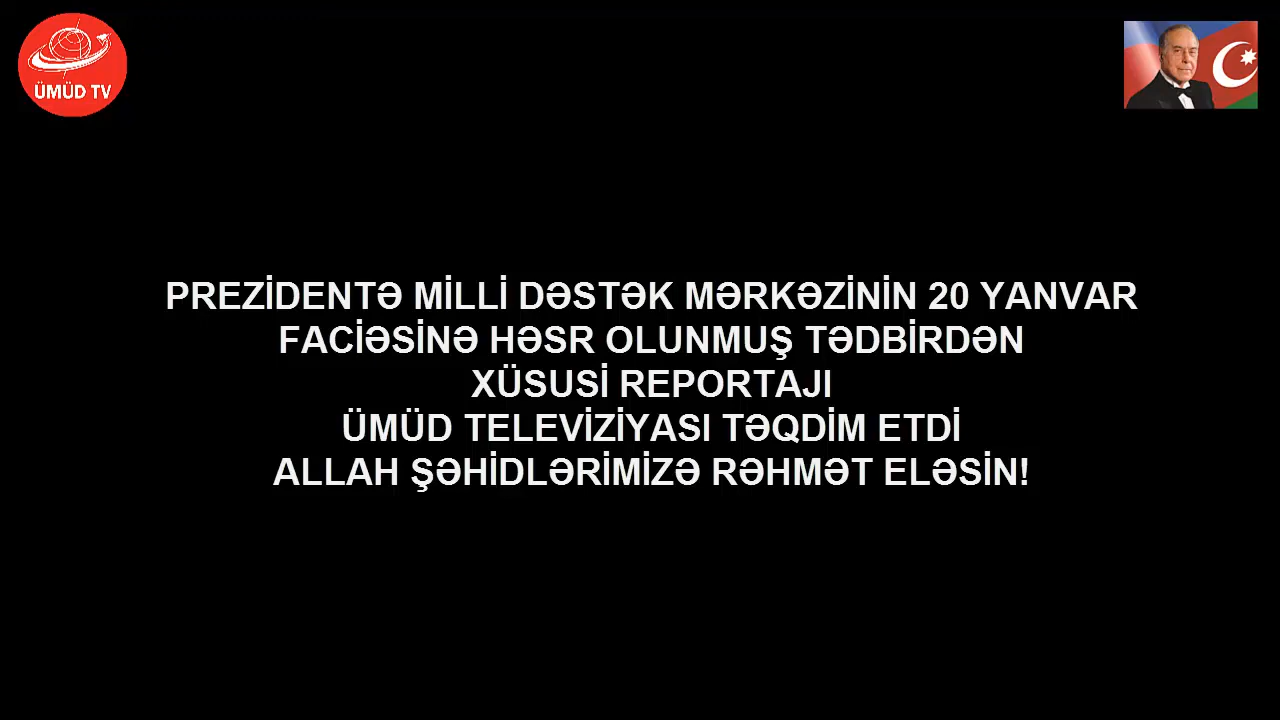 ÜMÜD TV
PREZİDENTƏ MİLLİ DƏSTƏK MƏRKƏZİNİN 20 YANVAR
FACİƏSİNƏ HƏSR OLUNMUŞ TƏDBİRDƏN
XÜSUSİ REPORTAJI
ÜMÜD TELEVİZİYASI TƏQDİM ETDİ
ALLAH ŞƏHİDLƏRİMİZƏ RƏHMƏT ELƏSİN!